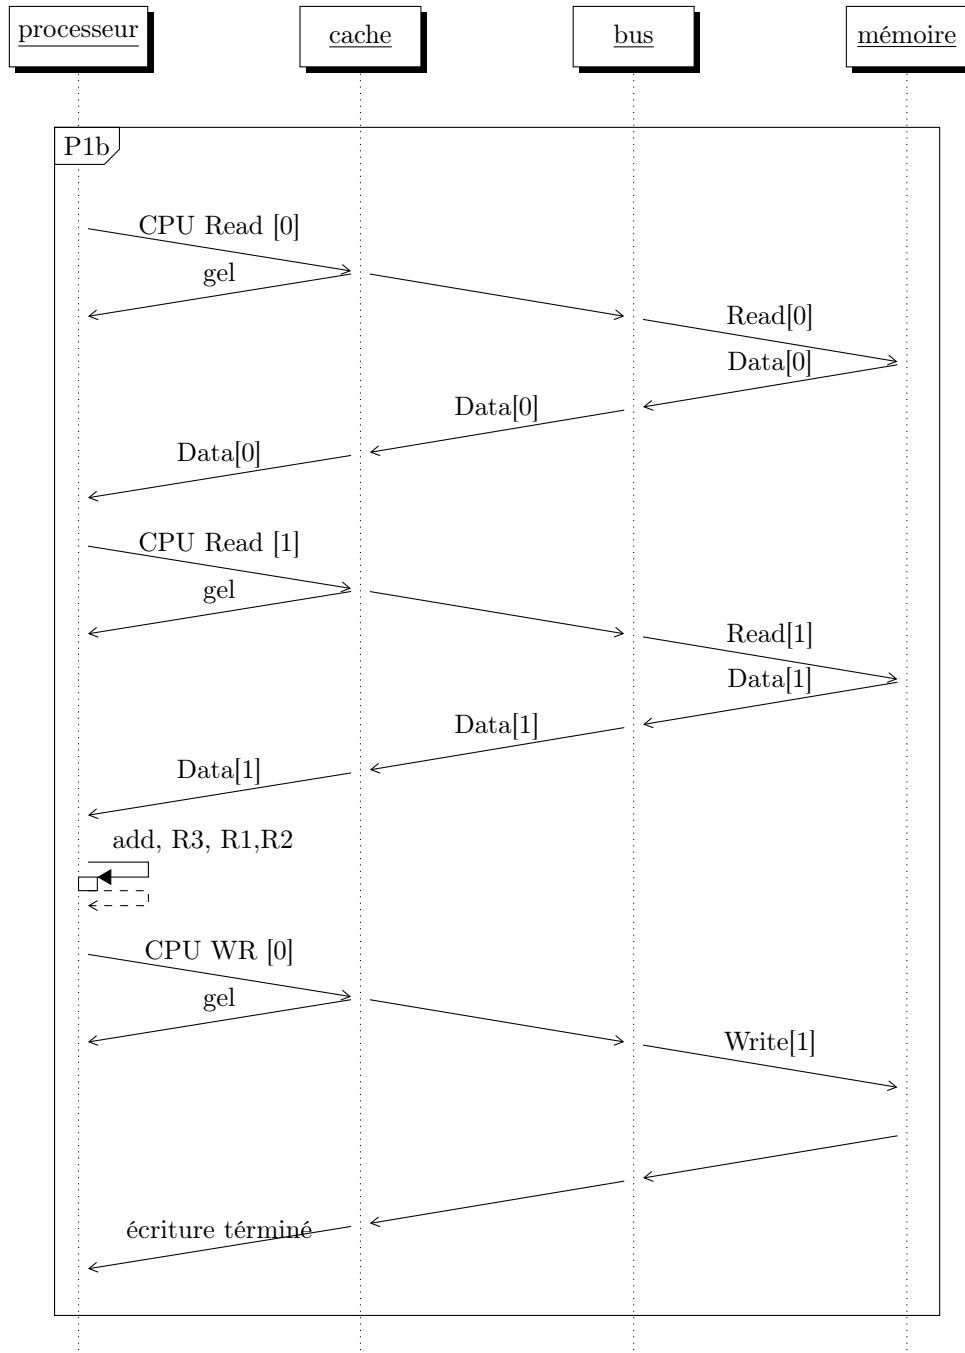 processeur cache bus mémoire
P1b
CPU Read [0]
gel
Read[0]
Data[0]
Data[0]
Data[0]
CPU Read [1]
gel
Read[1]
Data[1]
Data[1]
Data[1]
add, R3, R1,R2
CPU WR [0]
gel
Write[1]
écriture términé